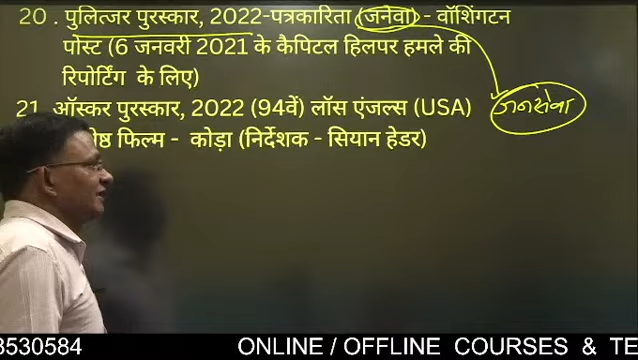 20 . पुलित्जर पुरस्कार, 2022-पत्रकारिता (जनेवा) - वॉशिंगटन
पोस्ट (6 जनवरी 2021 के कैपिटल हिलपर हमले की
रिपोर्टिंग के लिए)
जनसेवा
21. ऑस्कर पुरस्कार, 2022 (94वें) लॉस एंजल्स (USA)
ष्ठ फिल्म - कोड़ा (निर्देशक - सियान हेडर)
3530584 ONLINE / OFFLINE COURSES & TE